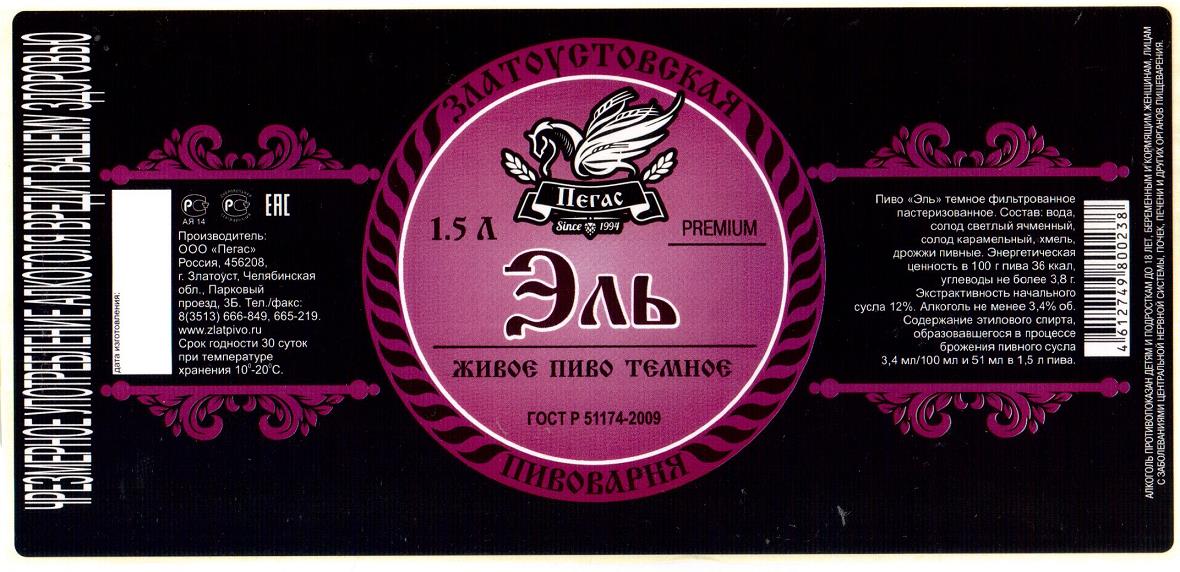 ЧРЕЗМЕРНОЕ УПОТРЕБЛЕНИЕ АЛКОГОЛЯ ВРЕДИТ ВАШЕМУ ЗДОРОВЬЮ
дата изготовления:
АЯ 14
ЕАС
Производитель:
ООО «Пегас»
Россия, 456208,
г. Златоуст, Челябинская
обл., Парковый
проезд, 3Б. Тел./факс:
8(3513) 666-849, 665-219.
www.zlatpivo.ru
Срок годности 30 суток
при температуре
хранения 10°-20°С.
ЗЛАТОУСТОВСКАЯ
Пегас
Since 1994
1.5 Л
PREMIUM
Эль
ЖИВОЕ ПИВО ТЕМНОЕ
ГОСТ Р 51174-2009
ПИВОВАРНЯ
Пиво «Эль» темное фильтрованное
пастеризованное. Состав: вода,
солод светлый ячменный,
солод карамельный, хмель,
дрожжи пивные. Энергетическая
ценность в 100 г пива 36 ккал,
углеводы не более 3,8 г.
Экстрактивность начального
сусла 12%. Алкоголь не менее 3,4% об.
Содержание этилового спирта,
образовавшегося в процессе
брожения пивного сусла
3,4 мл/100 мл и 51 мл в 1,5 л пива.
4612749800238
АЛКОГОЛЬ ПРОТИВОПОКАЗАН ДЕТЯМ И ПОДРОСТКАМ ДО 18 ЛЕТ, БЕРЕМЕННЫМ И КОРМЯЩИМ ЖЕНЩИНАМ, ЛИЦАМ
С ЗАБОЛЕВАНИЯМИ ЦЕНТРАЛЬНОЙ НЕРВНОЙ СИСТЕМЫ, ПОЧЕК, ПЕЧЕНИ И ДРУГИХ ОРГАНОВ ПИЩЕВАРЕНИЯ.